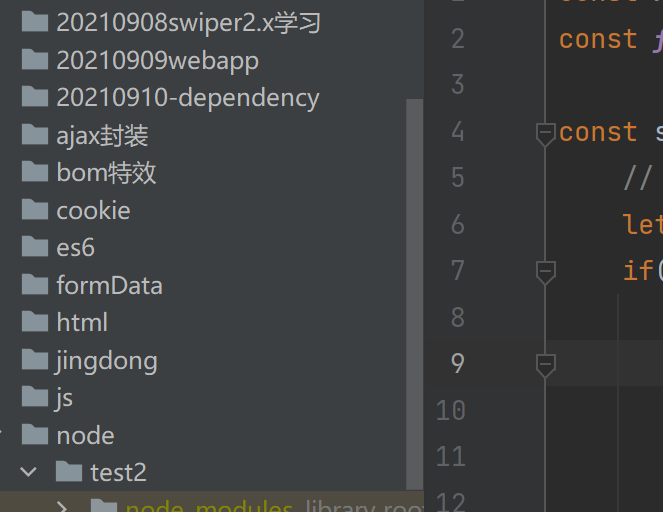 20210908swiper2.x学习
20210909webapp
20210910-dependency
ajax封装
bom特效
cookie
es6
formData
html
jingdong
js
node
test2
node_modules library root
2 const
3
4 const s
5 //
6 let
7 if(
8
9
10
11
12